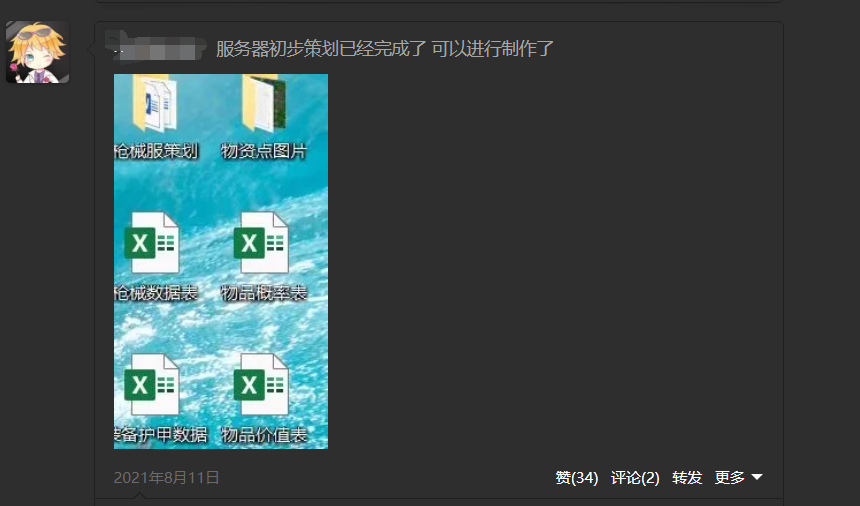 服务器初步策划已经完成了 可以进行制作了
枪械服策划 物资点图片
枪械数据表 物品概率表
装备护甲数据 物品价值表
2021年8月11日 赞(34) 评论(2) 转发 更多